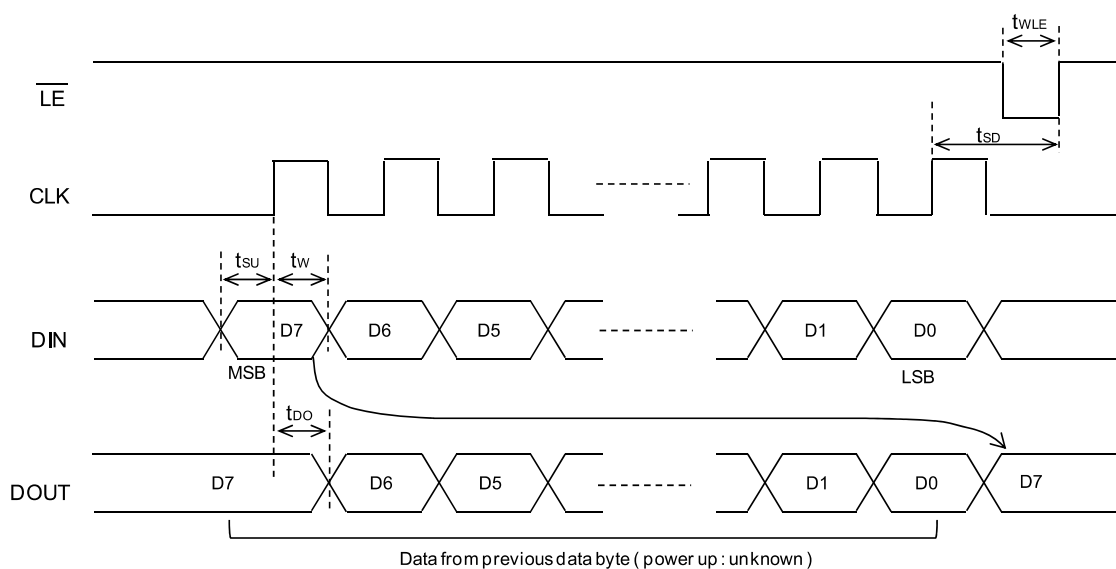 tWLE
LE
tSD
CLK
tSU tW
DIN D7 D6 D5 D1 D0
MSB LSB
tDO
DOUT D7 D6 D5 D1 D0 D7
Data from previous data byte ( power up : unknown )